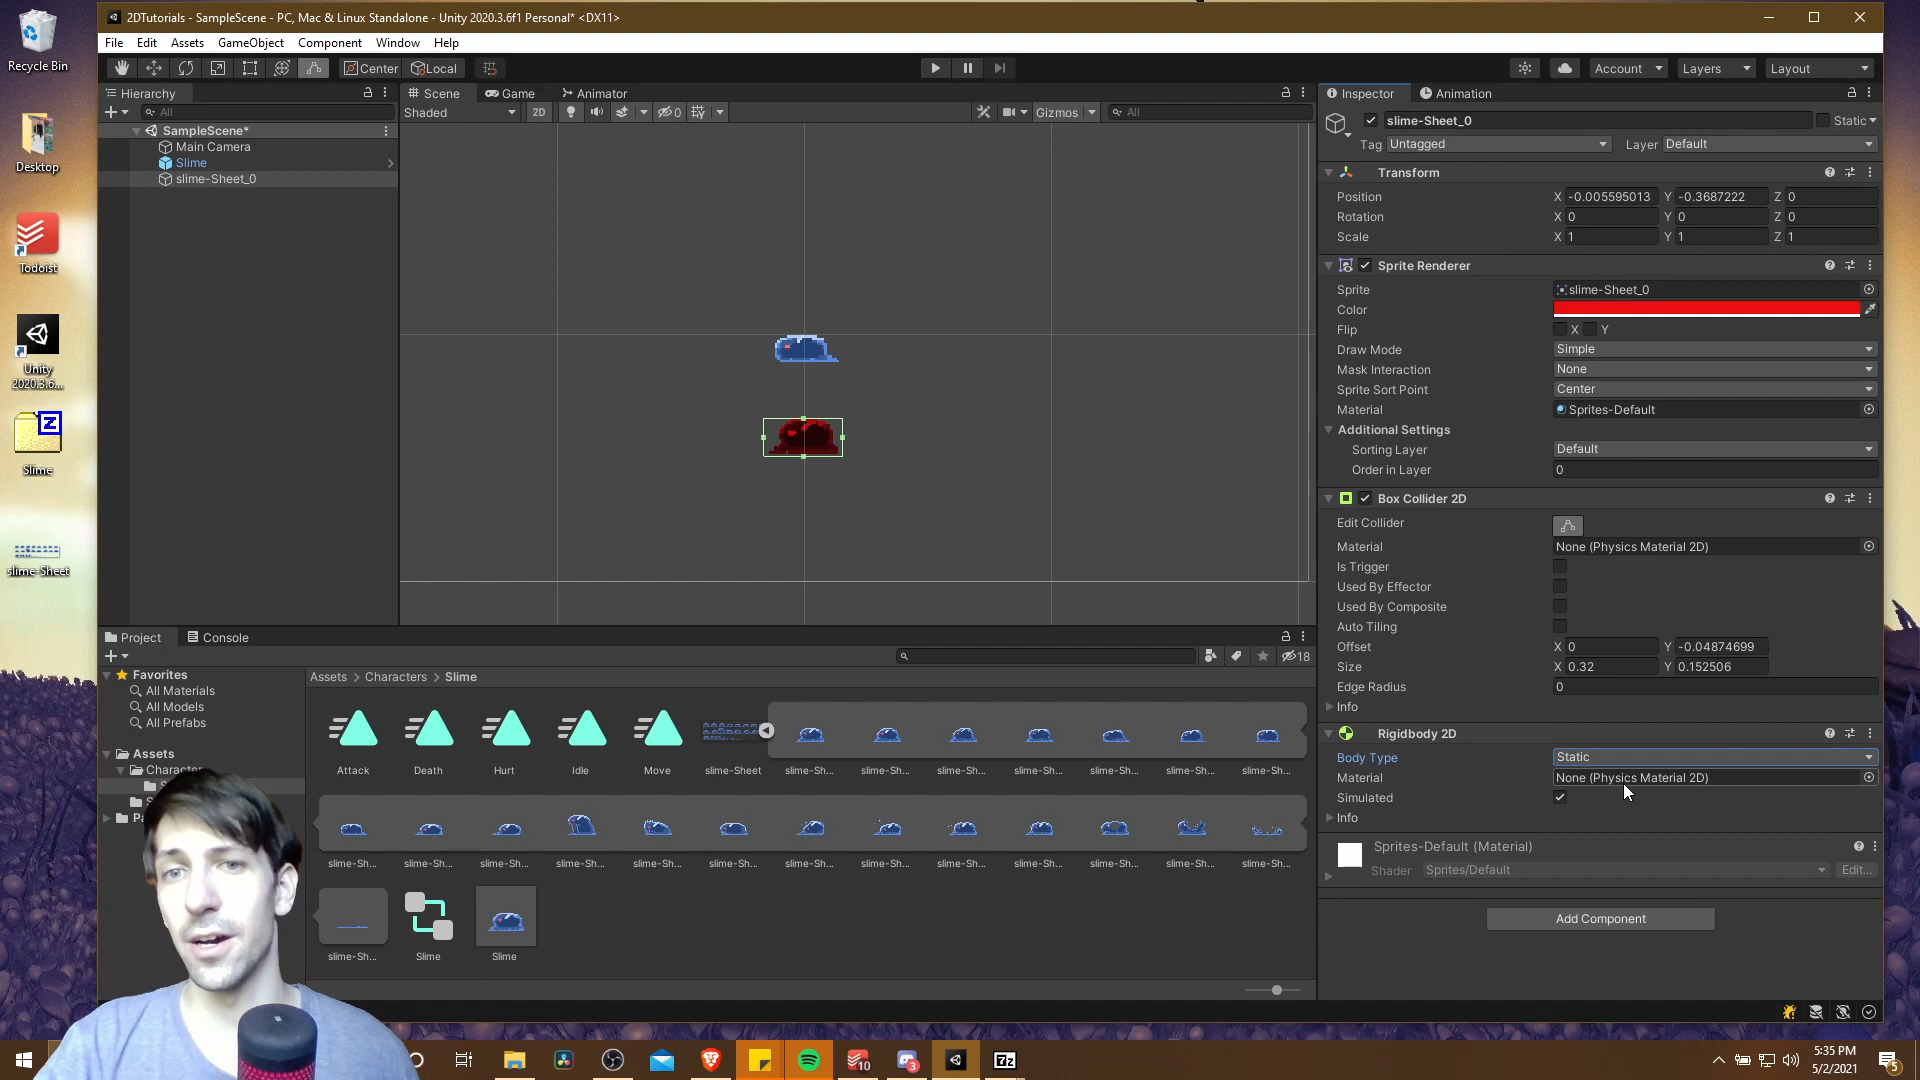 2DTutorials - SampleScene - PC, Mac & Linux Standalone - Unity 2020.3.6f1 Personal* <DX11>
File Edit Assets GameObject Component Window Help
Center Local
Account Layers Layout
Hierarchy
All
SampleScene*
Main Camera
Slime
slime-Sheet_0
Scene Game Animator
Shaded 2D 0 Gizmos All
Inspector Animation
slime-Sheet_0 Static
Tag Untagged Layer Default
Transform
Position X -0.005595013 Y -0.3687222 Z 0
Rotation X 0 Y 0 Z 0
Scale X 1 Y 1 Z 1
Sprite Renderer
Sprite slime-Sheet_0
Color
Flip X Y
Draw Mode Simple
Mask Interaction None
Sprite Sort Point Center
Material Sprites-Default
Additional Settings
Sorting Layer Default
Order in Layer 0
Box Collider 2D
Edit Collider
Material None (Physics Material 2D)
Is Trigger
Used By Effector
Used By Composite
Auto Tiling
Offset X 0 Y -0.04874699
Size X 0.32 Y 0.152506
Edge Radius 0
Info
Rigidbody 2D
Body Type Static
Material None (Physics Material 2D)
Simulated
Info
Sprites-Default (Material)
Shader Sprites/Default Edit...
Add Component
Project Console
18
Favorites
All Materials
All Models
All Prefabs
Assets
Assets > Characters > Slime
Attack Death Hurt Idle Move slime-Sheet slime-Sh... slime-Sh... slime-Sh... slime-Sh... slime-Sh... slime-Sh... slime-Sh...
slime-Sh... slime-Sh... slime-Sh... slime-Sh... slime-Sh... slime-Sh... slime-Sh... slime-Sh... slime-Sh... slime-Sh... slime-Sh... slime-Sh... slime-Sh...
slime-Sh... Slime Slime
Recycle Bin
Desktop
Todoist
Unity
2020.3.6...
Z
Slime
slime-Sheet
10
3
7z
5:35 PM
5/2/2021
5